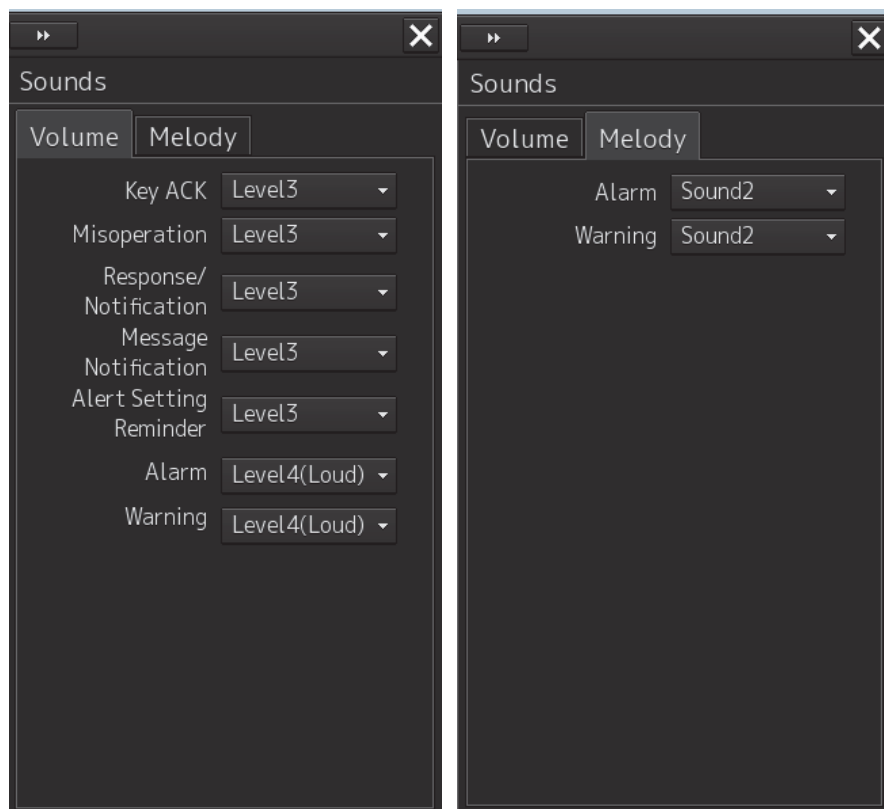 Sounds
Volume Melody
Key ACK Level3
Misoperation Level3
Response/
Notification Level3
Message
Notification Level3
Alert Setting
Reminder Level3
Alarm Level4(Loud)
Warning Level4(Loud)
Sounds
Volume Melody
Alarm Sound2
Warning Sound2